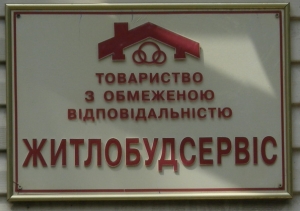 ТОВАРИСТВО
З ОБМЕЖЕНОЮ
ВІДПОВІДАЛЬНІСТЮ
ЖИТЛОБУДСЕРВІС